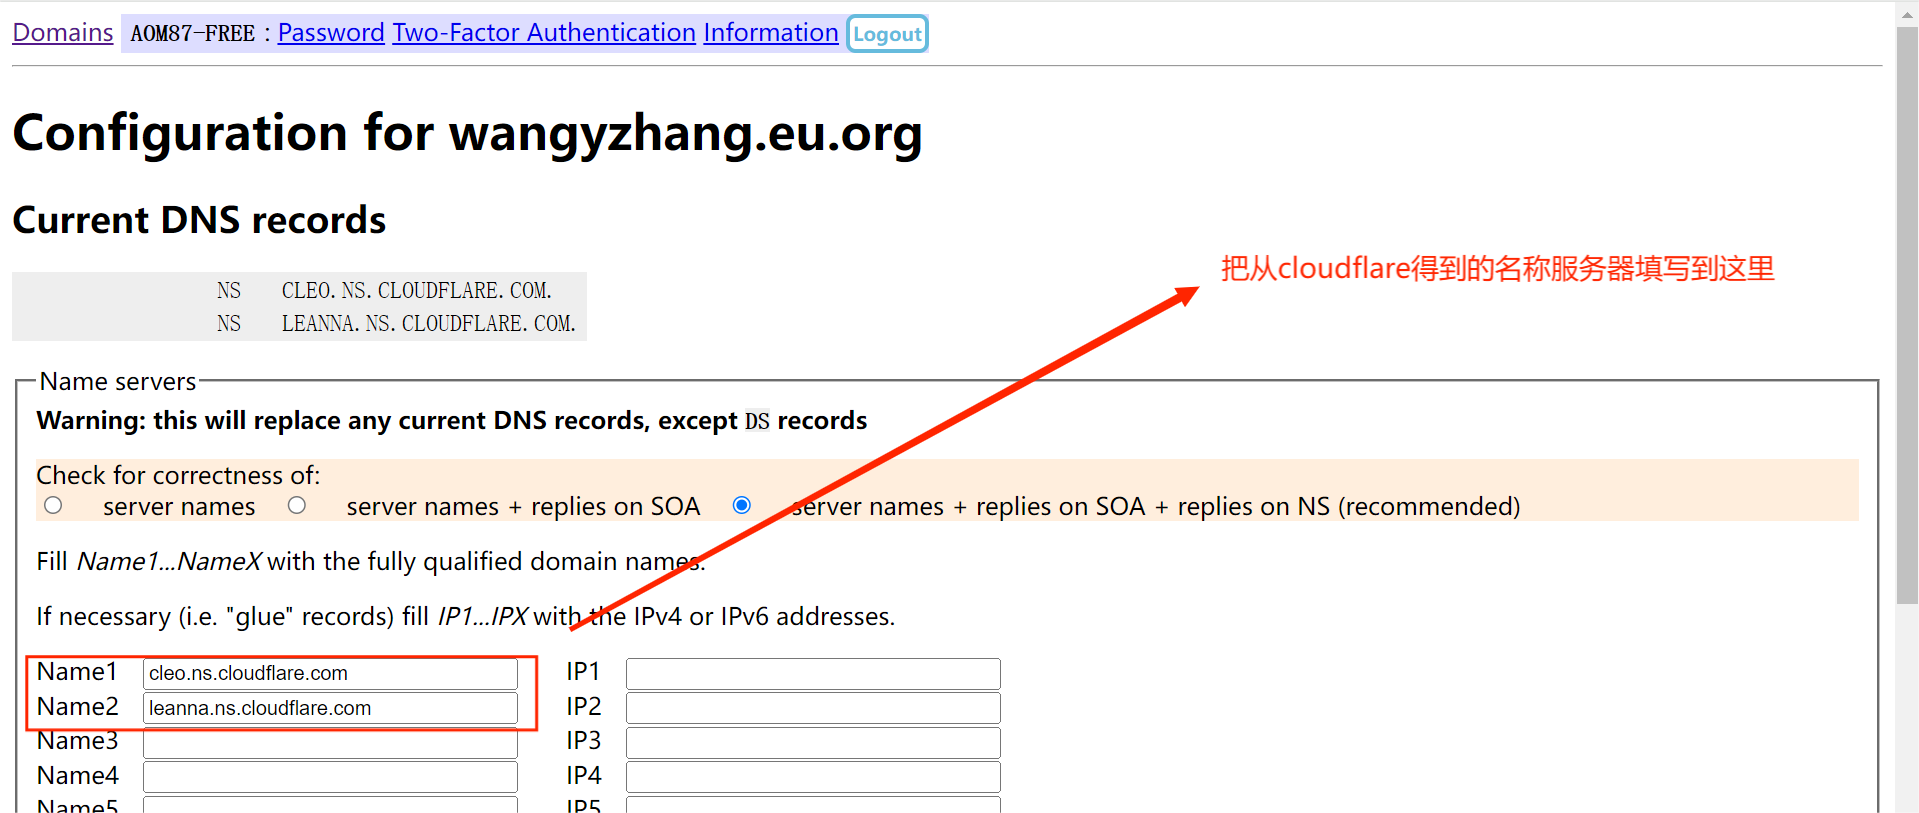 Domains AOM87-FREE : Password Two-Factor Authentication Information Logout
Configuration for wangyzhang.eu.org
Current DNS records
NS CLEO.NS.CLOUDFLARE.COM.
NS LEANNA.NS.CLOUDFLARE.COM.
把从cloudflare得到的名称服务器填写到这里
Name servers
Warning: this will replace any current DNS records, except DS records
Check for correctness of:
server names server names + replies on SOA server names + replies on SOA + replies on NS (recommended)
Fill Name1...NameX with the fully qualified domain names.
If necessary (i.e. "glue" records) fill IP1...IPX with the IPv4 or IPv6 addresses.
Name1 cleo.ns.cloudflare.com IP1
Name2 leanna.ns.cloudflare.com IP2
Name3 IP3
Name4 IP4
Name5 IP5